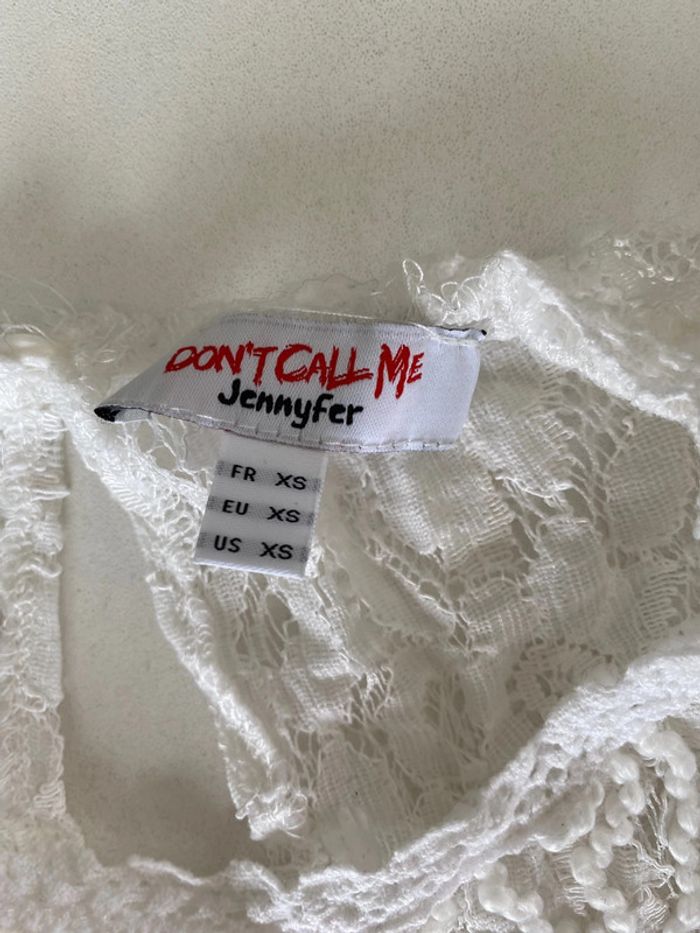 DON'T CALL ME
Jennyfer
FR XS
EU XS
US XS